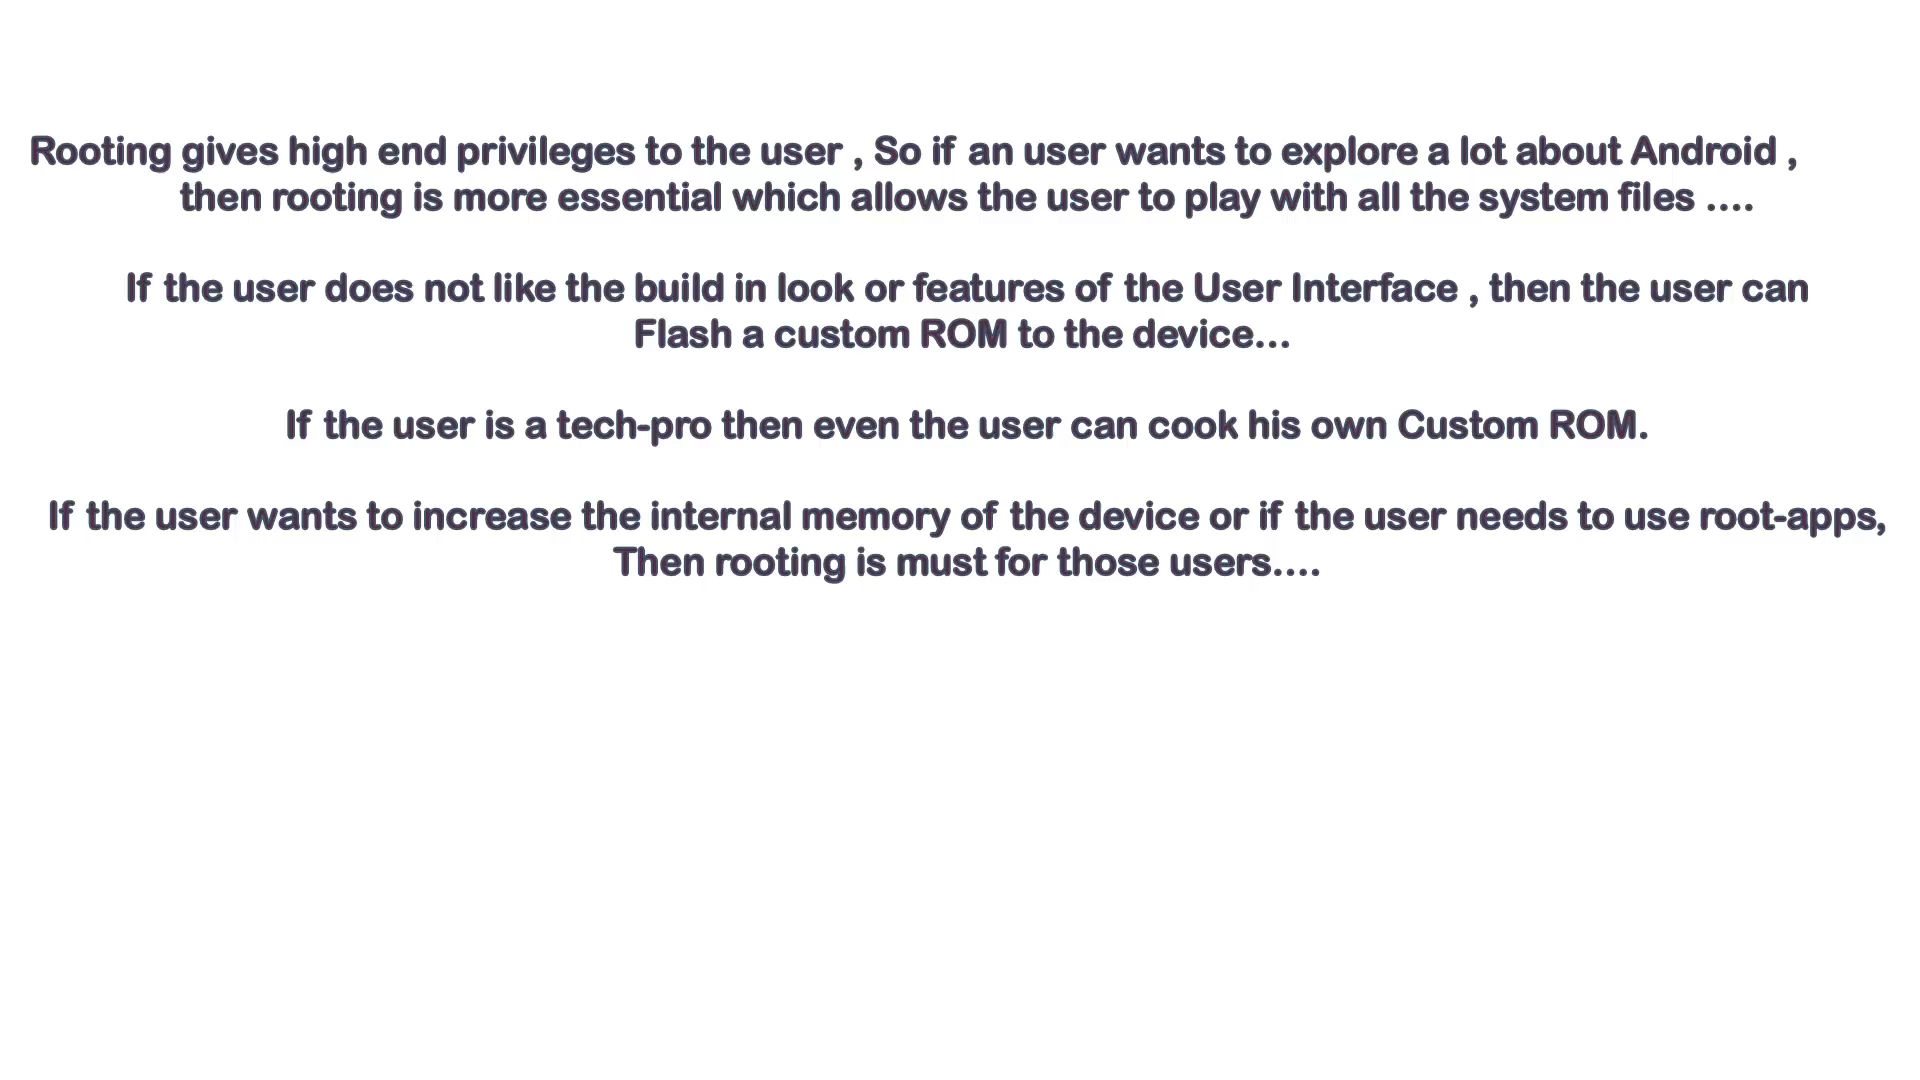 Rooting gives high end privileges to the user , So if an user wants to explore a lot about Android ,
then rooting is more essential which allows the user to play with all the system files ....
If the user does not like the build in look or features of the User Interface , then the user can
Flash a custom ROM to the device...
If the user is a tech-pro then even the user can cook his own Custom ROM.
If the user wants to increase the internal memory of the device or if the user needs to use root-apps,
Then rooting is must for those users....